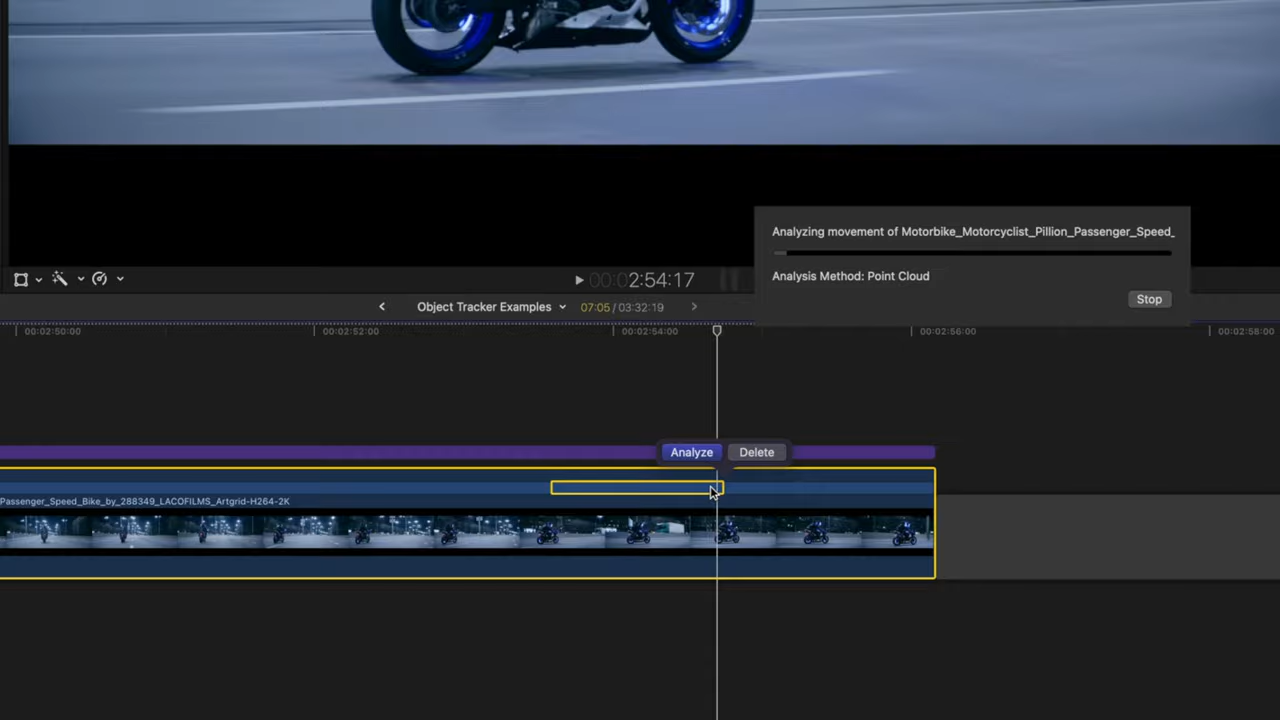 Analyzing movement of Motorbike_Motorcyclist_Pillion_Passenger_Speed_
Analysis Method: Point Cloud
Stop
00:02:54:17
Object Tracker Examples
07:05 / 03:32:19
00:02:50:00
00:02:52:00
00:02:54:00
00:02:56:00
00:02:58:00
Analyze
Delete
Passenger_Speed_Bike_by_288349_LACOFILMS_Artgrid-H264-2K